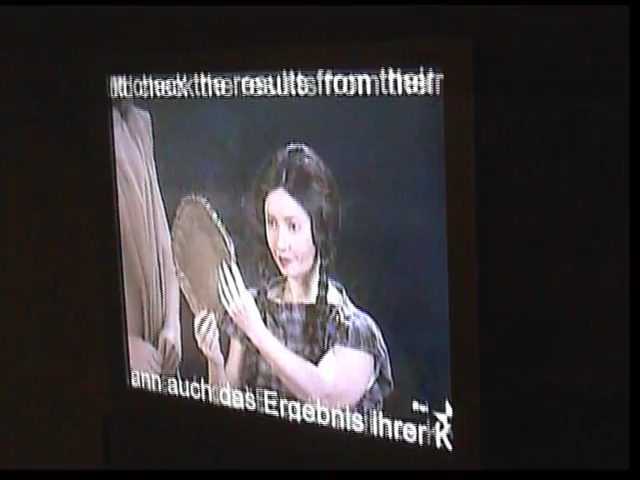 check the results from their
ann auch das Ergebnis ihrer K